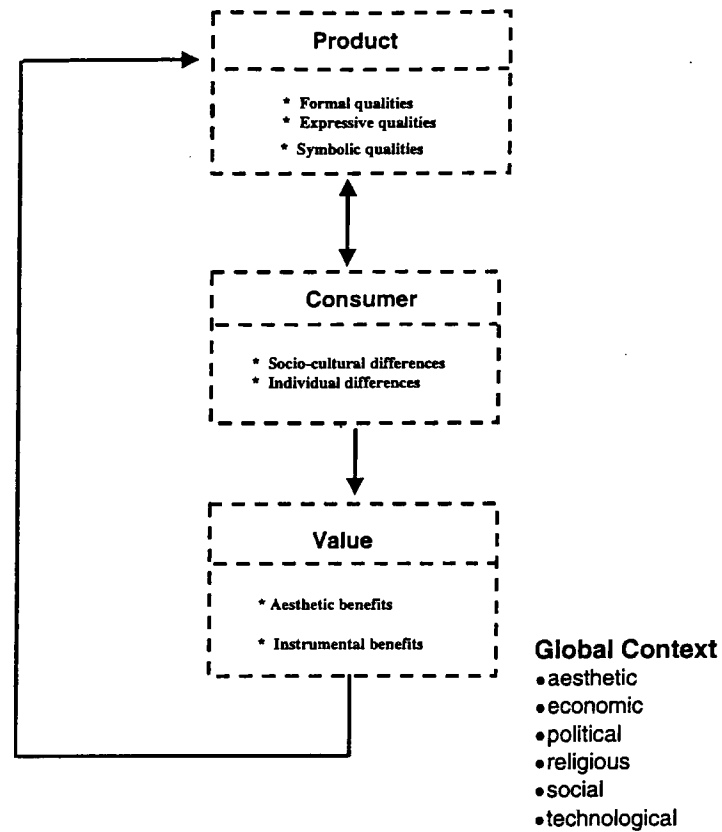 Product
* Formal qualities
* Expressive qualities
* Symbolic qualities
Consumer
* Socio-cultural differences
* Individual differences
Value
* Aesthetic benefits
* Instrumental benefits
Global Context
•aesthetic
•economic
•political
•religious
•social
•technological